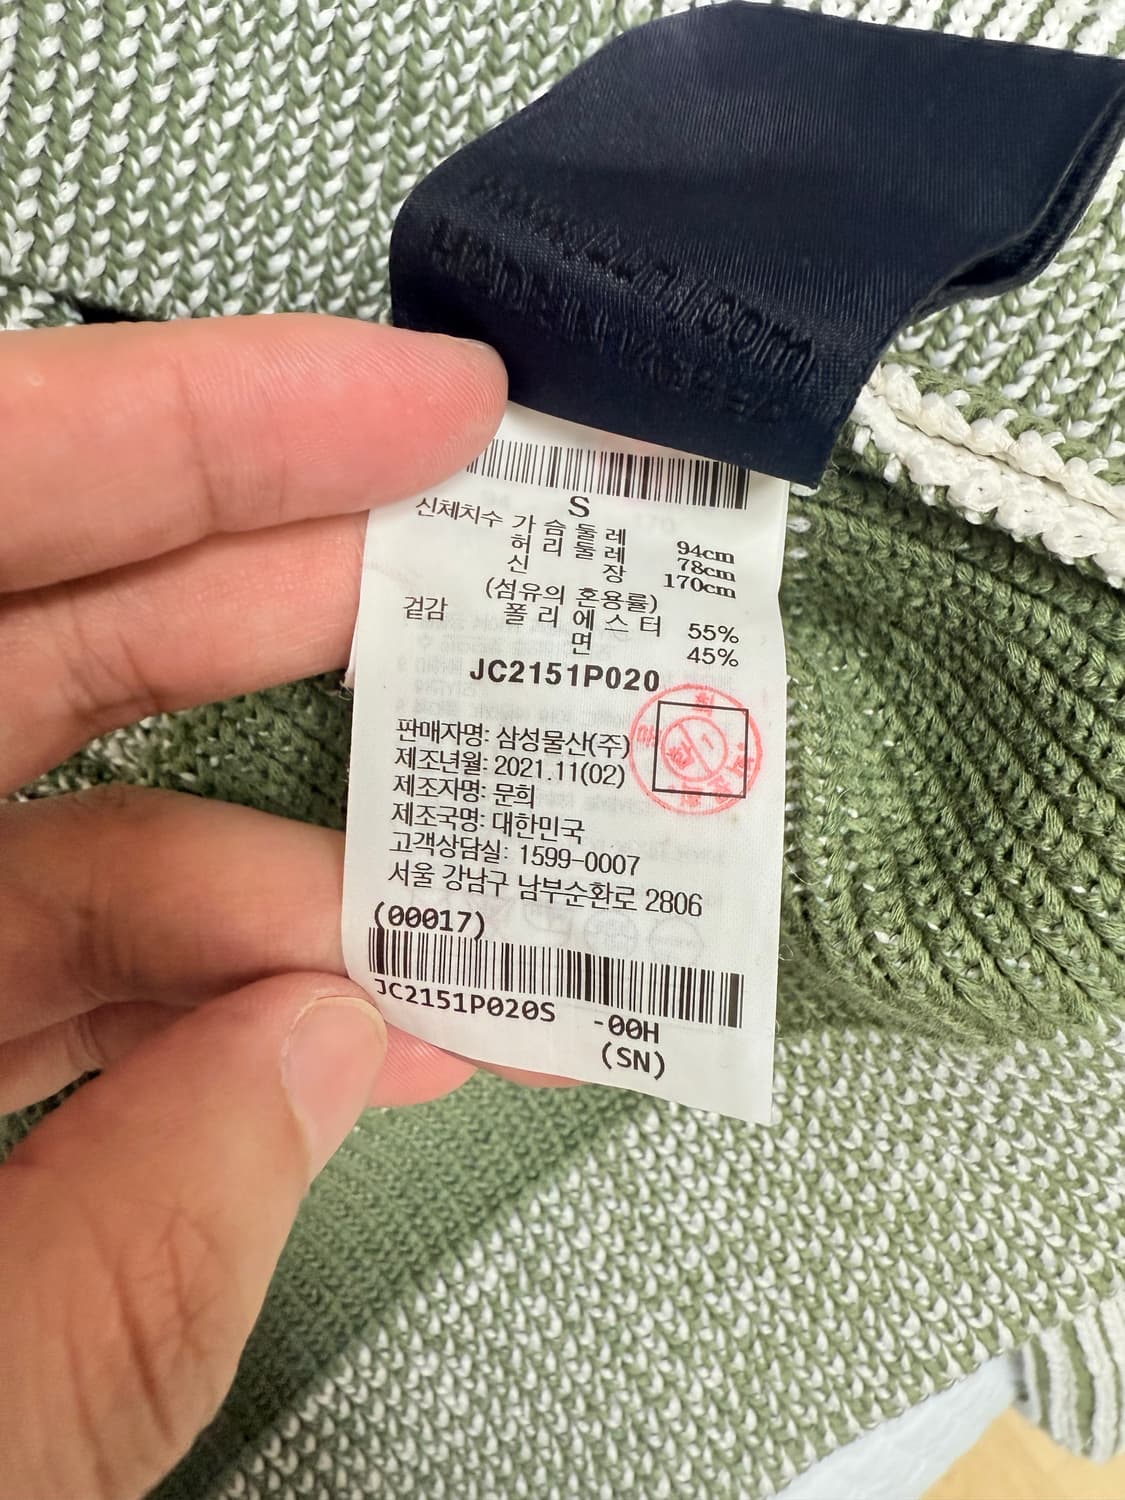 S
신체치수 가슴둘레 94cm
허리둘레 78cm
신장 170cm
(섬유의 혼용률)
겉감 폴리에스터 55%
면 45%
JC2151P020
판매자명: 삼성물산(주)
제조년월: 2021.11(02)
제조자명: 문희
제조국명: 대한민국
고객상담실: 1599-0007
서울 강남구 남부순환로 2806
(00017)
JC2151P020S -00H
(SN)